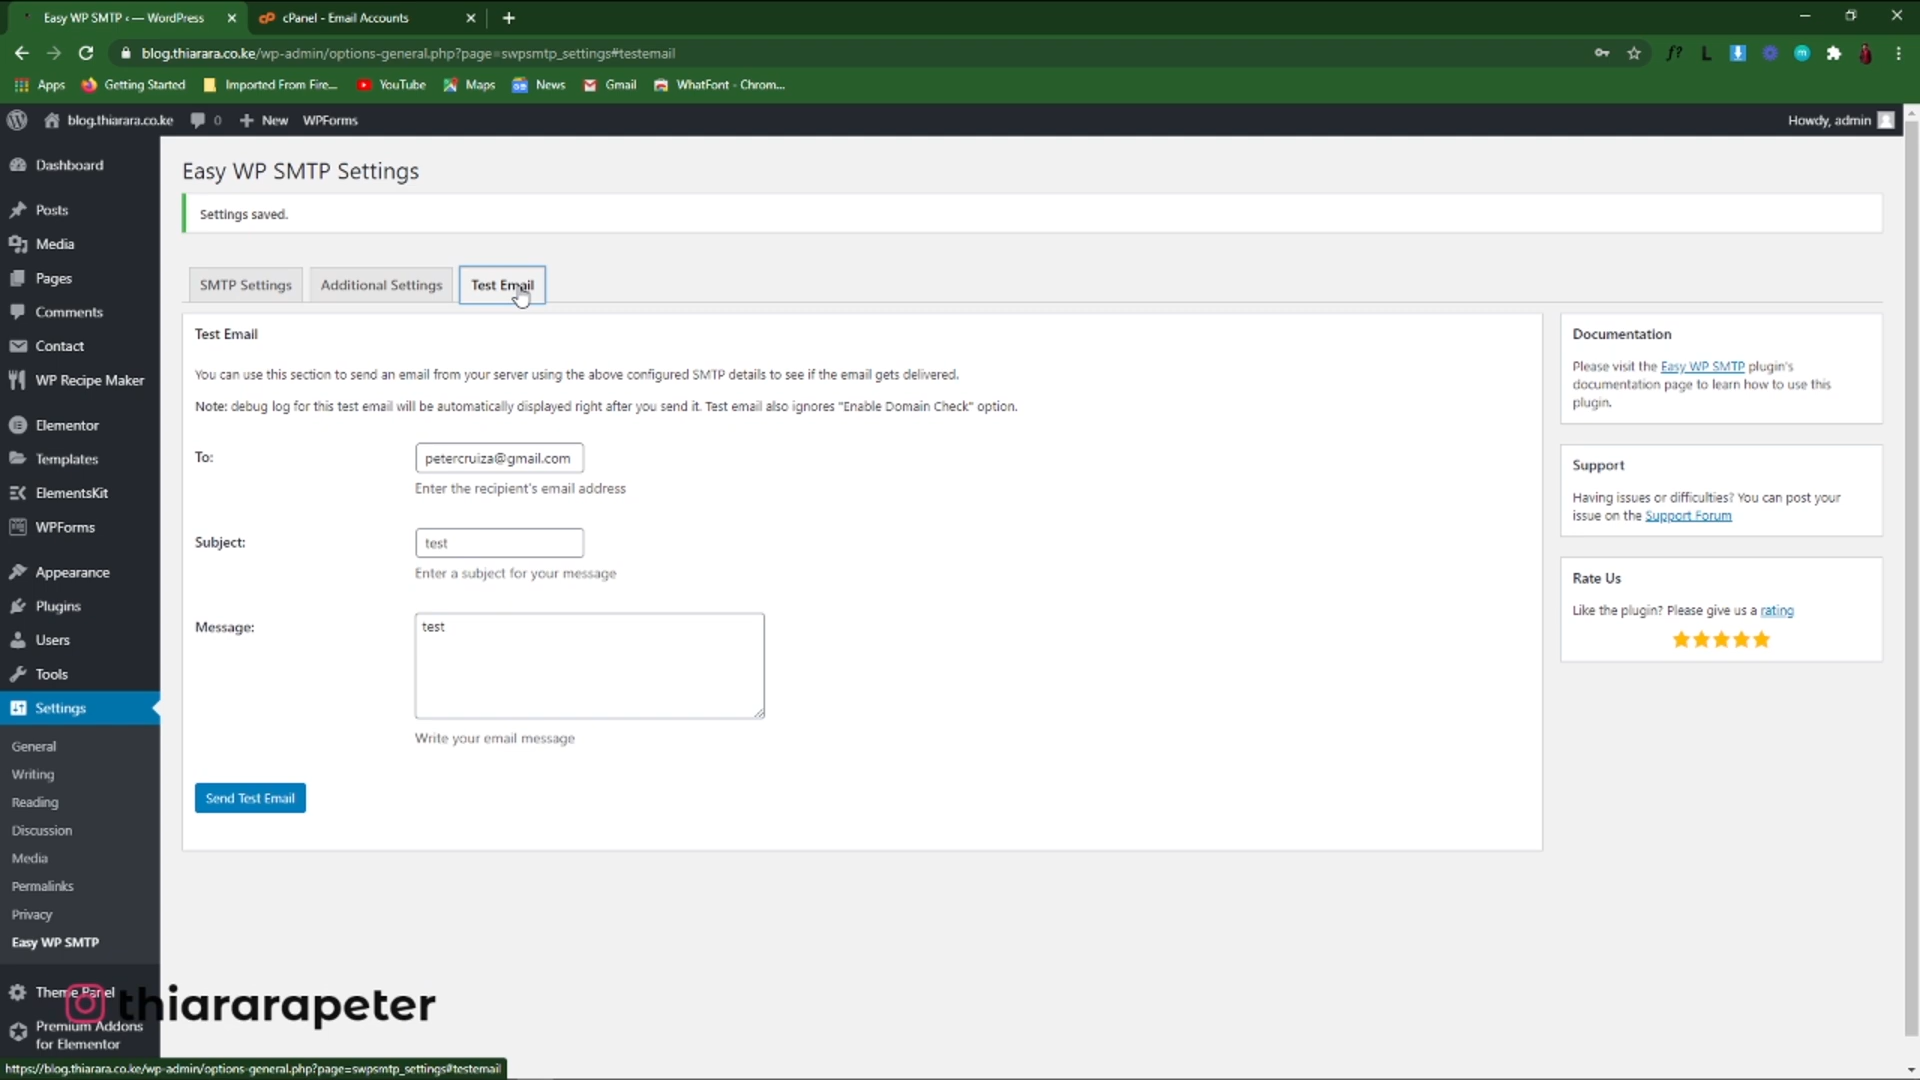 Easy WP SMTP ‹ — WordPress
cPanel - Email Accounts
blog.thiarara.co.ke/wp-admin/options-general.php?page=swpsmtp_settings#testemail
f?
L
Apps
Getting Started
Imported From Fire...
YouTube
Maps
News
Gmail
WhatFont - Chrom...
blog.thiarara.co.ke
0
New
WPForms
Howdy, admin
Dashboard
Posts
Media
Pages
Comments
Contact
WP Recipe Maker
Elementor
Templates
ElementsKit
WPForms
Appearance
Plugins
Users
Tools
Settings
General
Writing
Reading
Discussion
Media
Permalinks
Privacy
Easy WP SMTP
Theme Panel
Premium Addons
for Elementor
Easy WP SMTP Settings
Settings saved.
SMTP Settings
Additional Settings
Test Email
Test Email
You can use this section to send an email from your server using the above configured SMTP details to see if the email gets delivered.
Note: debug log for this test email will be automatically displayed right after you send it. Test email also ignores "Enable Domain Check" option.
To:
petercruiza@gmail.com
Enter the recipient's email address
Subject:
test
Enter a subject for your message
Message:
test
Write your email message
Send Test Email
Documentation
Please visit the Easy WP SMTP plugin's
documentation page to learn how to use this
plugin.
Support
Having issues or difficulties? You can post your
issue on the Support Forum
Rate Us
Like the plugin? Please give us a rating
thiararapeter
https://blog.thiarara.co.ke/wp-admin/options-general.php?page=swpsmtp_settings#testemail